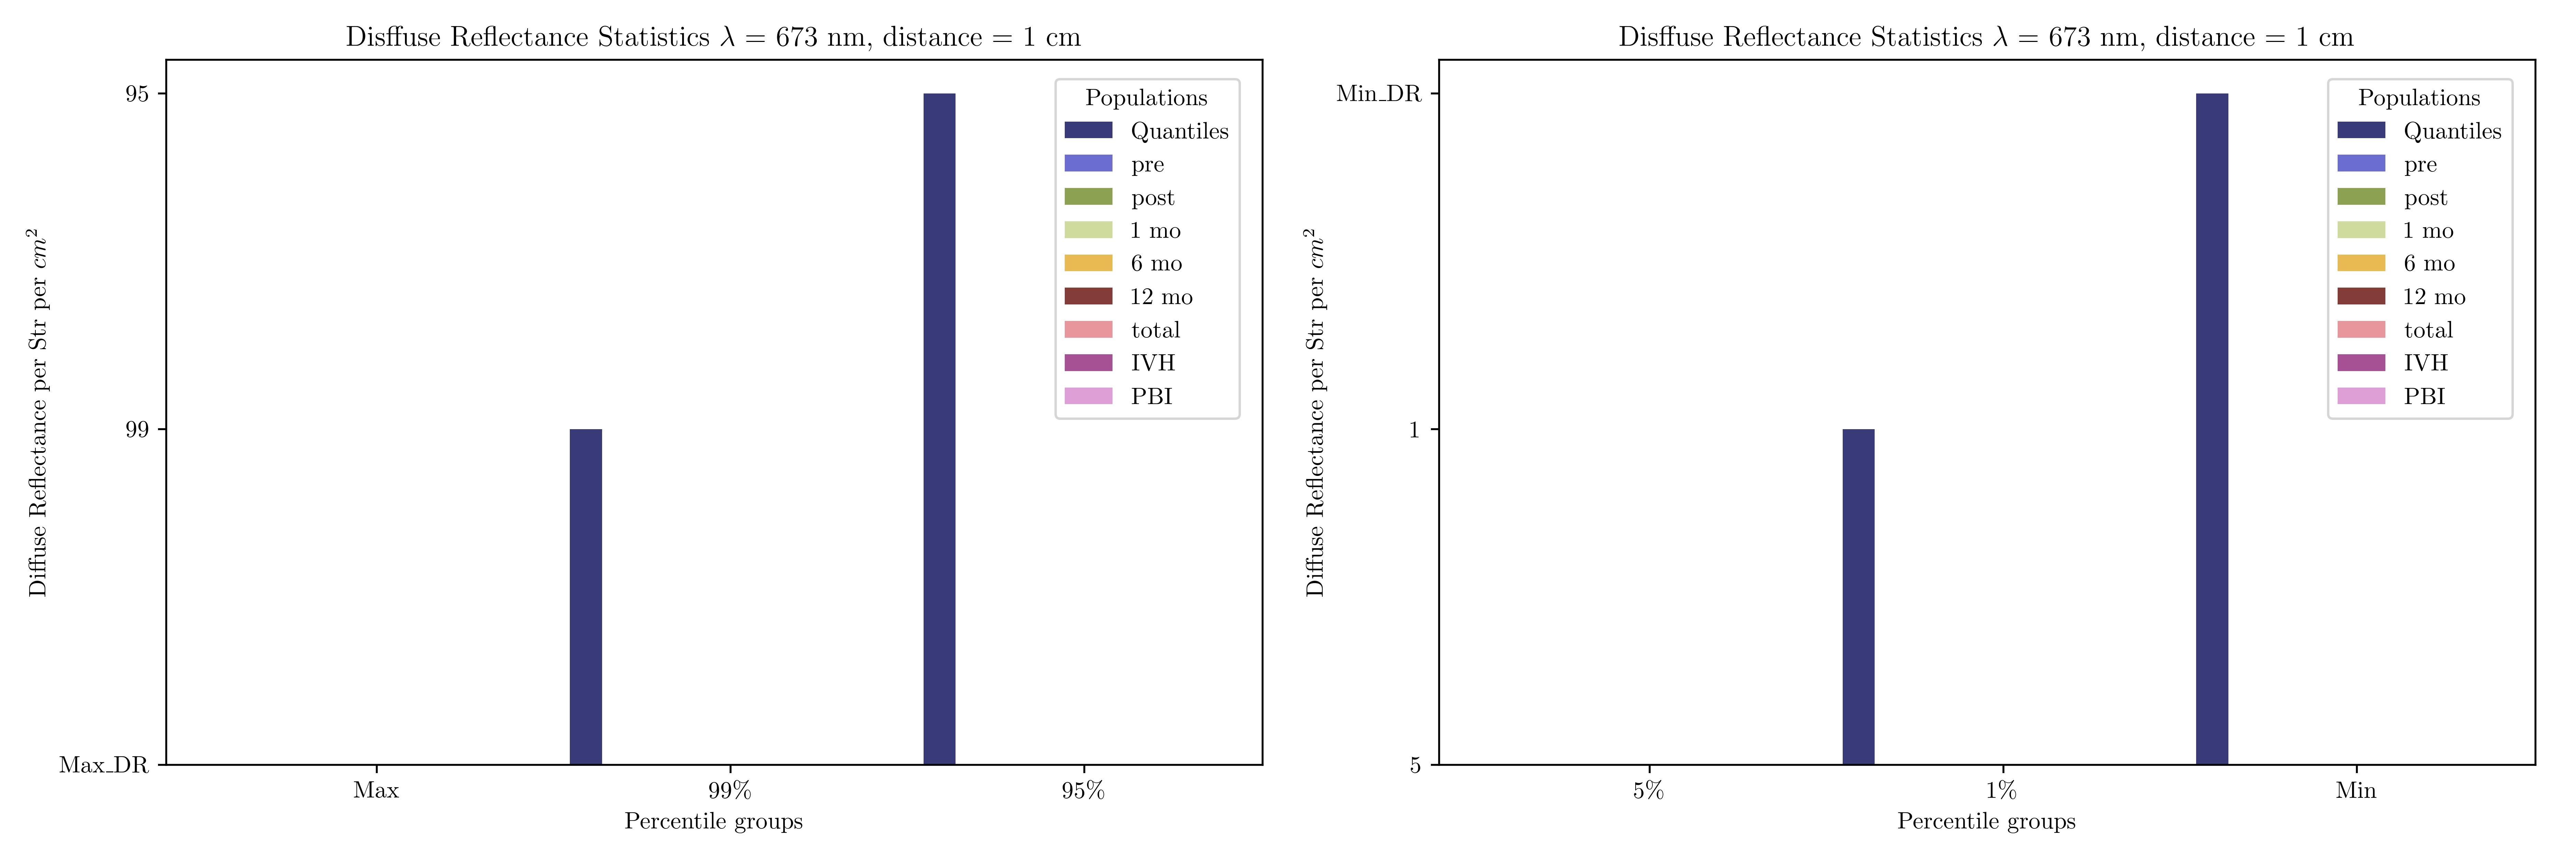 Disffuse Reflectance Statistics λ = 673 nm, distance = 1 cm
Diffuse Reflectance per Str per cm²
95
99
Max_DR
Max
99%
95%
Percentile groups
Populations
Quantiles
pre
post
1 mo
6 mo
12 mo
total
IVH
PBI
Disffuse Reflectance Statistics λ = 673 nm, distance = 1 cm
Diffuse Reflectance per Str per cm²
Min_DR
1
5
5%
1%
Min
Percentile groups
Populations
Quantiles
pre
post
1 mo
6 mo
12 mo
total
IVH
PBI